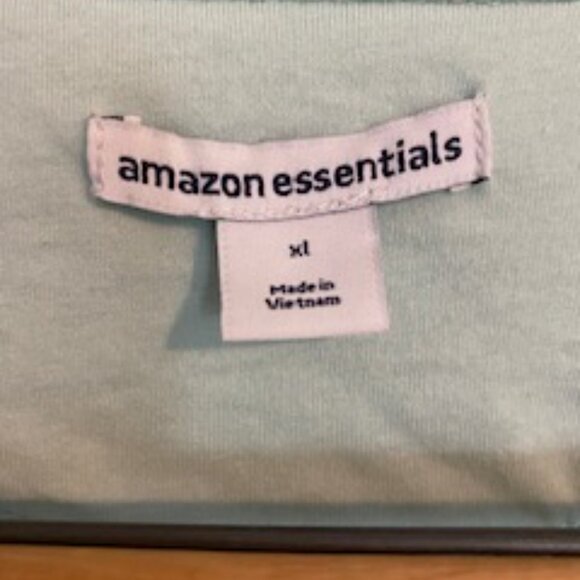 amazon essentials
xl
Made in
Vietnam